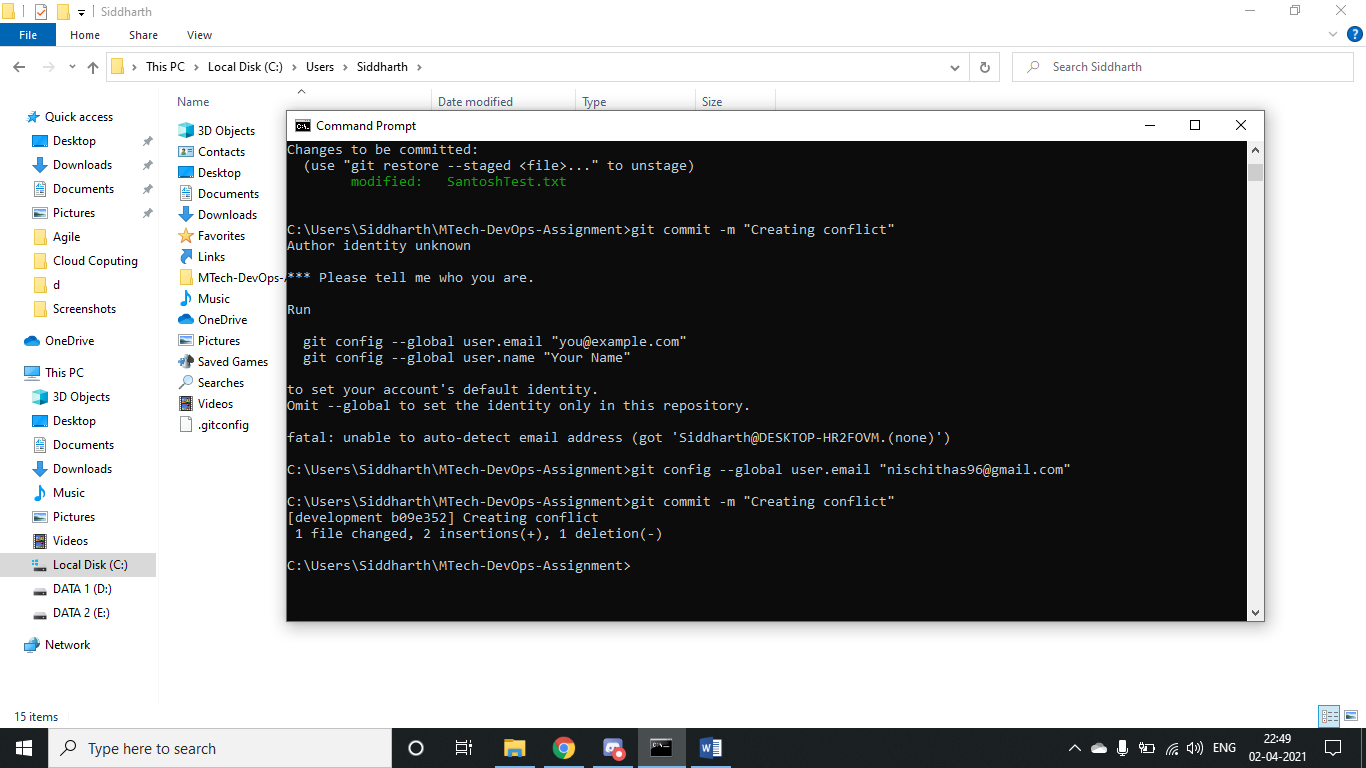 Siddharth
File Home Share View
This PC Local Disk (C:) Users Siddharth
Search Siddharth
Name Date modified Type Size
Quick access
Desktop
Downloads
Documents
Pictures
Agile
Cloud Coputing
d
Screenshots
OneDrive
This PC
3D Objects
Desktop
Documents
Downloads
Music
Pictures
Videos
Local Disk (C:)
DATA 1 (D:)
DATA 2 (E:)
Network
3D Objects
Contacts
Desktop
Documents
Downloads
Favorites
Links
MTech-DevOps-
Music
OneDrive
Pictures
Saved Games
Searches
Videos
.gitconfig
Command Prompt
Changes to be committed:
(use "git restore --staged <file>..." to unstage)
modified: SantoshTest.txt
C:\Users\Siddharth\MTech-DevOps-Assignment>git commit -m "Creating conflict"
Author identity unknown
*** Please tell me who you are.
Run
git config --global user.email "you@example.com"
git config --global user.name "Your Name"
to set your account's default identity.
Omit --global to set the identity only in this repository.
fatal: unable to auto-detect email address (got 'Siddharth@DESKTOP-HR2FOVM.(none)')
C:\Users\Siddharth\MTech-DevOps-Assignment>git config --global user.email "nischithas96@gmail.com"
C:\Users\Siddharth\MTech-DevOps-Assignment>git commit -m "Creating conflict"
[development b09e352] Creating conflict
1 file changed, 2 insertions(+), 1 deletion(-)
C:\Users\Siddharth\MTech-DevOps-Assignment>
15 items
Type here to search
ENG
22:49
02-04-2021